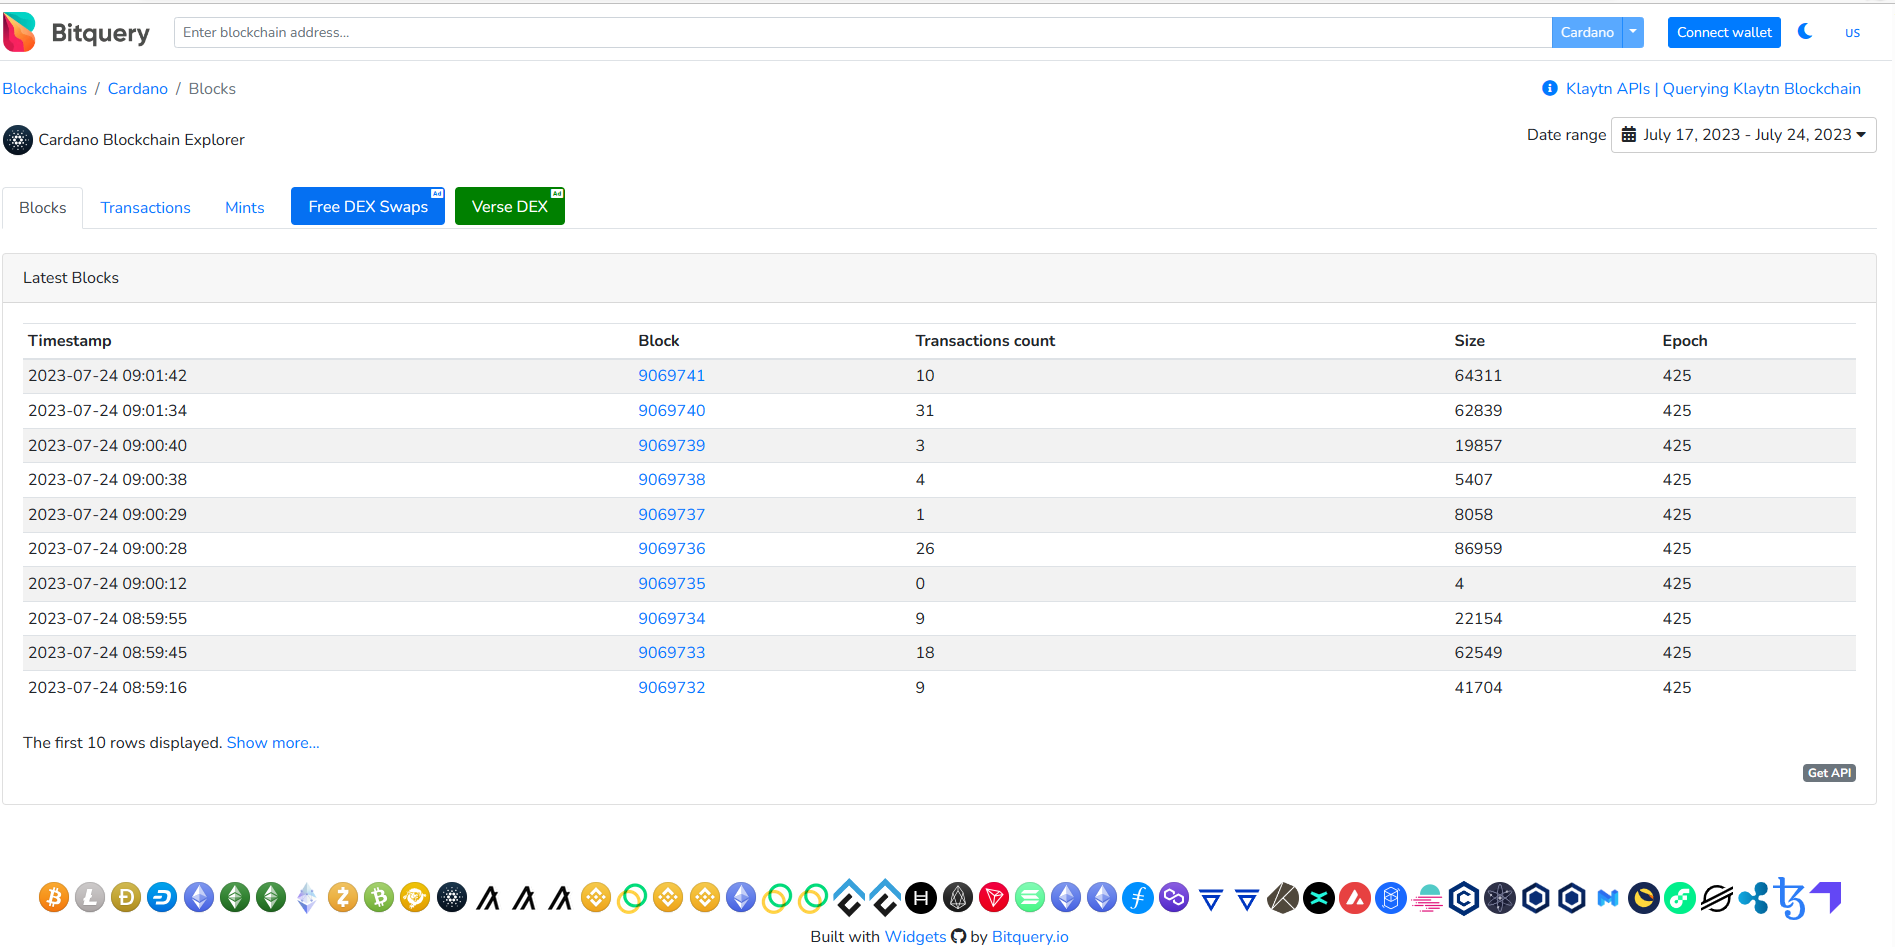 Bitquery Enter blockchain address... Cardano Connect wallet US
Blockchains / Cardano / Blocks Klaytn APIs | Querying Klaytn Blockchain
Cardano Blockchain Explorer Date range July 17, 2023 - July 24, 2023
Blocks Transactions Mints Free DEX Swaps Ad Verse DEX Ad
Latest Blocks
Timestamp Block Transactions count Size Epoch
2023-07-24 09:01:42 9069741 10 64311 425
2023-07-24 09:01:34 9069740 31 62839 425
2023-07-24 09:00:40 9069739 3 19857 425
2023-07-24 09:00:38 9069738 4 5407 425
2023-07-24 09:00:29 9069737 1 8058 425
2023-07-24 09:00:28 9069736 26 86959 425
2023-07-24 09:00:12 9069735 0 4 425
2023-07-24 08:59:55 9069734 9 22154 425
2023-07-24 08:59:45 9069733 18 62549 425
2023-07-24 08:59:16 9069732 9 41704 425
The first 10 rows displayed. Show more...
Get API
Built with Widgets by Bitquery.io